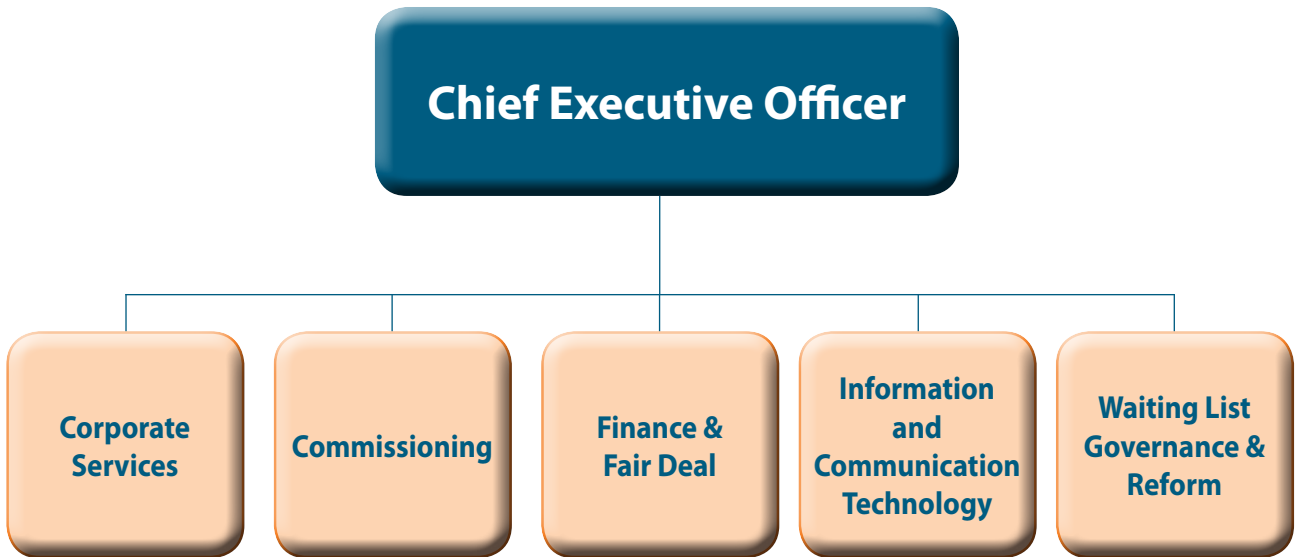 Chief Executive Officer
Corporate
Services
Commissioning
Finance &
Fair Deal
Information
and
Communication
Technology
Waiting List
Governance &
Reform